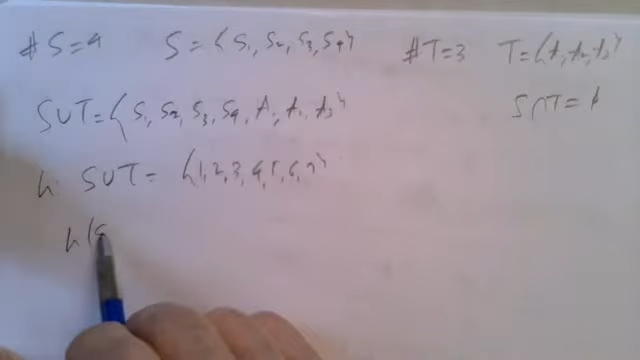 # S = 4 S = { S₁, S₂, S₃, S₄ } # T = 3 T = { t₁, t₂, t₃ }
S ∪ T = { S₁, S₂, S₃, S₄, t₁, t₂, t₃ } S ∩ T = ϕ
h: S ∪ T = { 1, 2, 3, 4, 5, 6, 7 }
h (S